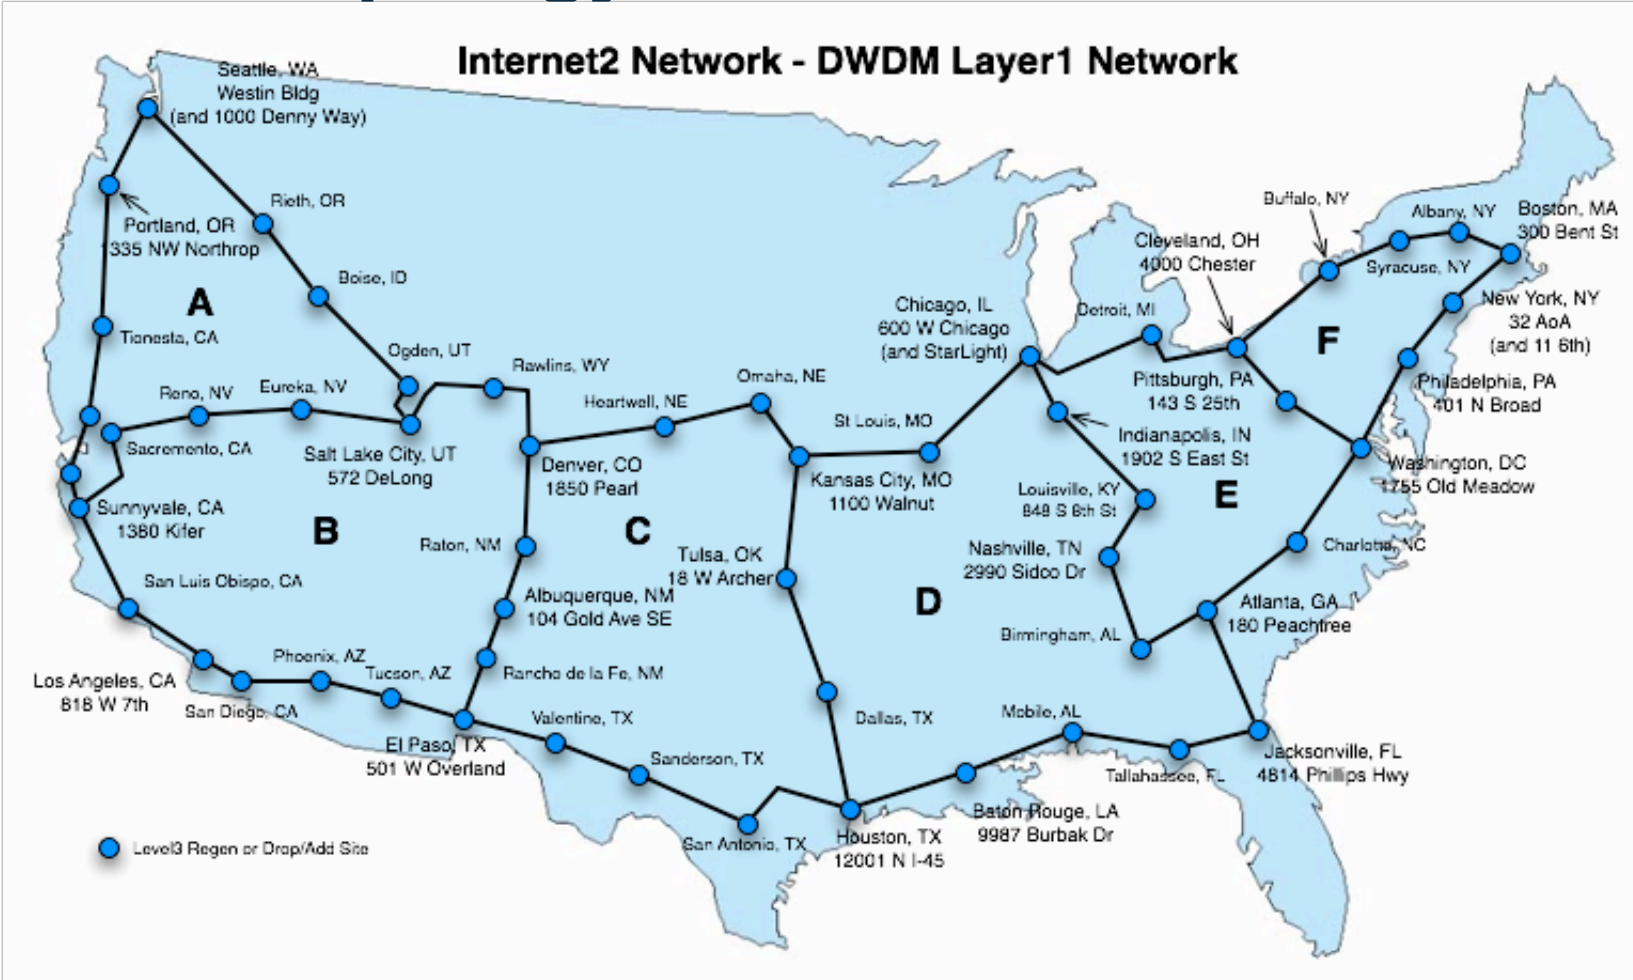 Internet2 Network - DWDM Layer1 Network
Seattle, WA
Westin Bldg
(and 1000 Denny Way)
Rieth, OR
Portland, OR
1335 NW Northrop
Boise, ID
A
Tionesta, CA
Ogden, UT
Rawlins, WY
Reno, NV
Eureka, NV
Sacremento, CA
Salt Lake City, UT
572 DeLong
Heartwell, NE
Omaha, NE
Denver, CO
1850 Pearl
Sunnyvale, CA
1380 Kifer
B
C
Raton, NM
San Luis Obispo, CA
Albuquerque, NM
104 Gold Ave SE
Tulsa, OK
18 W Archer
Phoenix, AZ
Tucson, AZ
Rancho de la Fe, NM
Los Angeles, CA
818 W 7th
San Diego, CA
El Paso, TX
501 W Overland
Valentine, TX
Sanderson, TX
Dallas, TX
San Antonio, TX
Houston, TX
12001 N I-45
Chicago, IL
600 W Chicago
(and StarLight)
Detroit, MI
Cleveland, OH
4000 Chester
Buffalo, NY
Albany, NY
Boston, MA
300 Bent St
Syracuse, NY
New York, NY
32 AoA
(and 11 6th)
F
Pittsburgh, PA
143 S 25th
Philadelphia, PA
401 N Broad
St Louis, MO
Kansas City, MO
1100 Walnut
Indianapolis, IN
1902 S East St
Washington, DC
1755 Old Meadow
Louisville, KY
848 S 8th St
E
Nashville, TN
2990 Sidco Dr
Charlotte, NC
D
Atlanta, GA
180 Peachtree
Birmingham, AL
Mobile, AL
Tallahassee, FL
Jacksonville, FL
4814 Phillips Hwy
Baton Rouge, LA
9987 Burbak Dr
Level3 Regen or Drop/Add Site